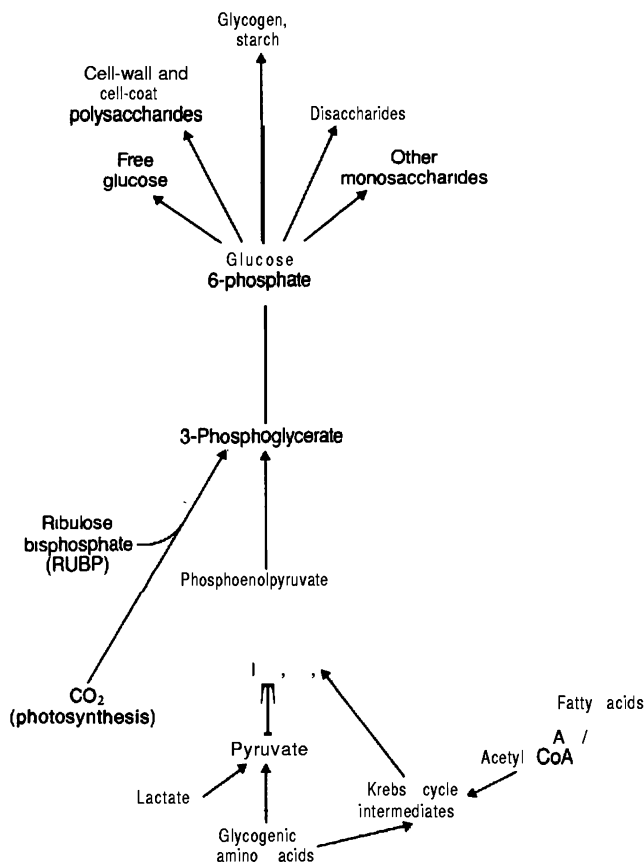 Glycogen,
starch
Cell-wall and
cell-coat
polysaccharides
Disaccharides
Free
glucose
Other
monosaccharides
Glucose
6-phosphate
3-Phosphoglycerate
Ribulose
bisphosphate
(RUBP)
Phosphoenolpyruvate
CO₂
(photosynthesis)
Fatty acids
Pyruvate
Acetyl CoA
Lactate
Krebs cycle
intermediates
Glycogenic
amino acids